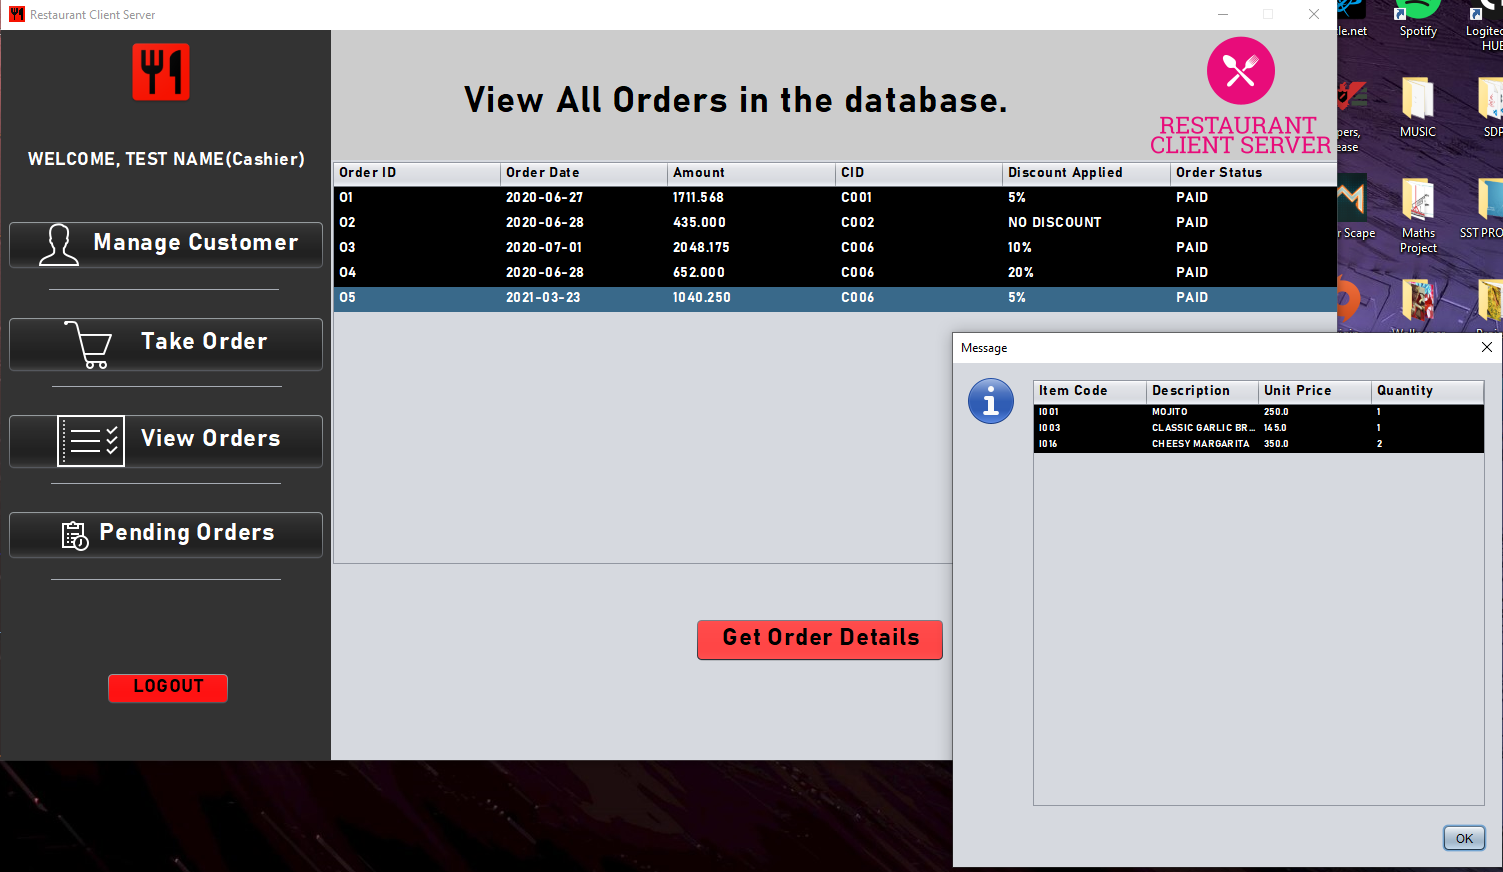 Restaurant Client Server
WELCOME, TEST NAME(Cashier)
Manage Customer
Take Order
View Orders
Pending Orders
LOGOUT
View All Orders in the database.
RESTAURANT
CLIENT SERVER
Order ID Order Date Amount CID Discount Applied Order Status
O1 2020-06-27 1711.568 C001 5% PAID
O2 2020-06-28 435.000 C002 NO DISCOUNT PAID
O3 2020-07-01 2048.175 C006 10% PAID
O4 2020-06-28 652.000 C006 20% PAID
O5 2021-03-23 1040.250 C006 5% PAID
Get Order Details
Message
Item Code Description Unit Price Quantity
I001 MOJITO 250.0 1
I003 CLASSIC GARLIC BR... 145.0 1
I016 CHEESY MARGARITA 350.0 2
OK
le.net Spotify Logitec
HUB
pers, MUSIC SDP
ease
r Scape Maths SST PRO
Project